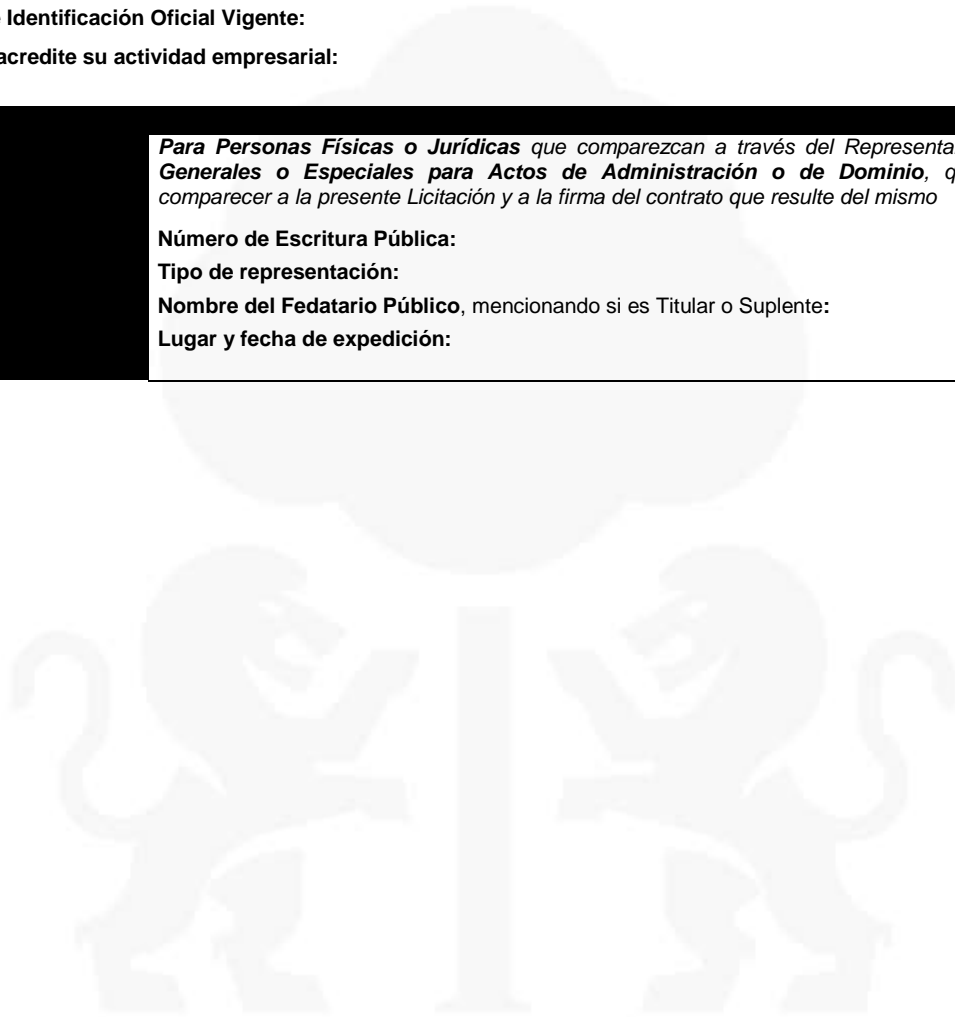 Identificación Oficial Vigente:
acredite su actividad empresarial:
Para Personas Físicas o Jurídicas que comparezcan a través del
Generales o Especiales para Actos de Administración o de Dominio,
comparecer a la presente Licitación y a la firma del contrato que resulte del mismo
Número de Escritura Pública:
Tipo de representación:
Nombre del Fedatario Público, mencionando si es Titular o Suplente:
Lugar y fecha de expedición: